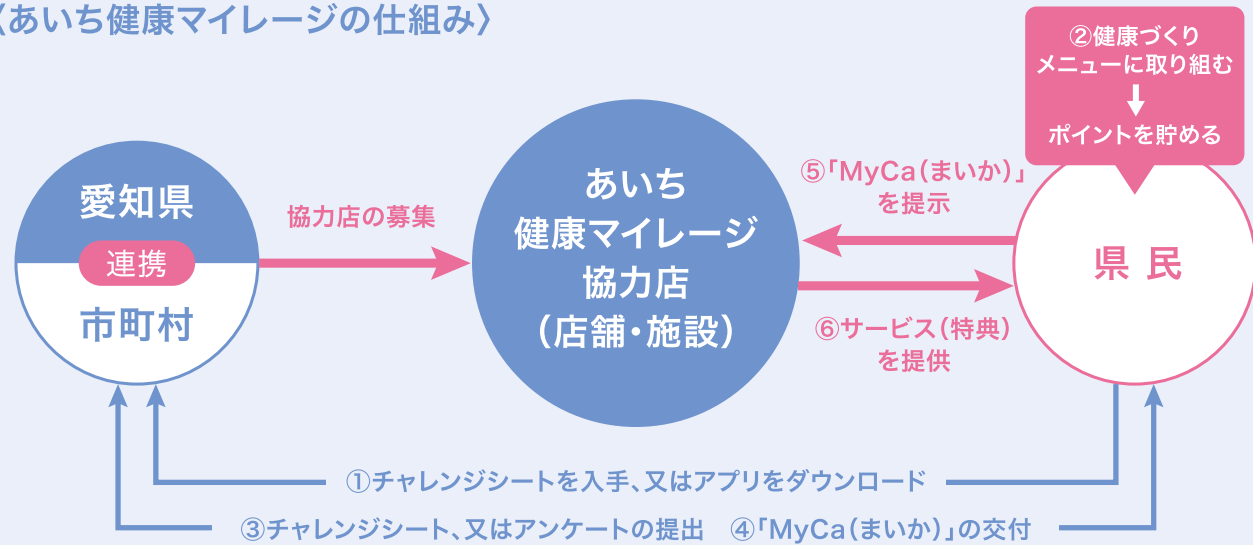 〈あいち健康マイレージの仕組み〉
②健康づくり
メニューに取り組む
ポイントを貯める
愛知県
連携
市町村
協力店の募集
あいち
健康マイレージ
協力店
（店舗・施設）
⑤「MyCa（まいか）」
を提示
県 民
⑥サービス（特典）
を提供
①チャレンジシートを入手、又はアプリをダウンロード
③チャレンジシート、又はアンケートの提出　④「MyCa（まいか）」の交付